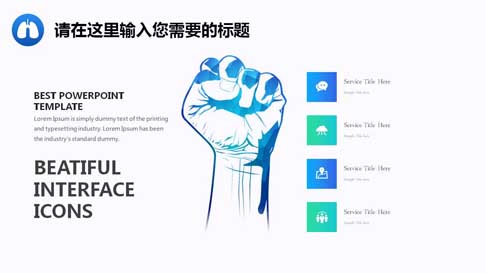 请在这里输入您需要的标题
BEST POWERPOINT
TEMPLATE
Lorem Ipsum is simply dummy text of the printing
and typesetting industry. Lorem Ipsum has been
the industry's standard dummy.
BEATIFUL
INTERFACE
ICONS
Service Title Here
Service Title Here
Service Title Here
Service Title Here